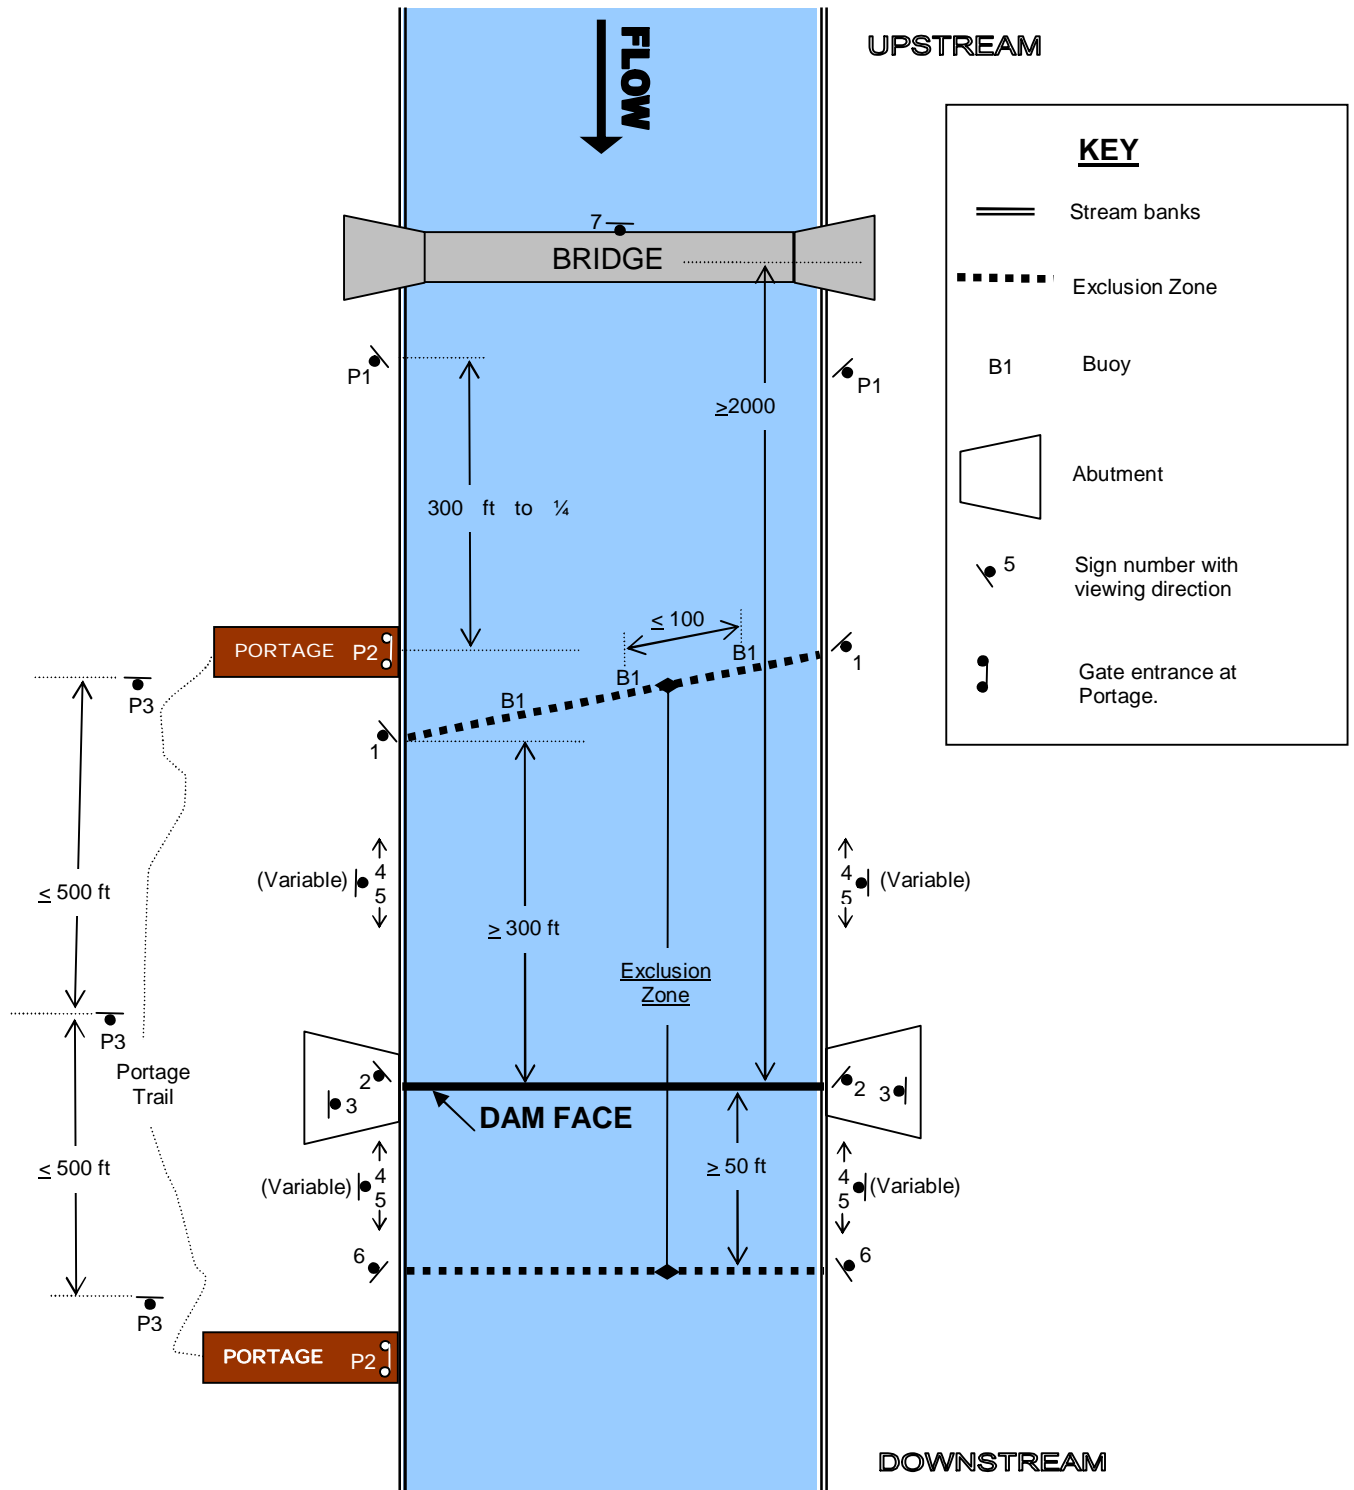 FLOW
UPSTREAM
KEY
Stream banks
Exclusion Zone
B1 Buoy
Abutment
5 Sign number with
viewing direction
Gate entrance at
Portage.
7
BRIDGE
P1
P1
≥2000
300 ft to ¼
≤ 100
PORTAGE P2
B1
B1
B1
1
1
P3
≤ 500 ft
(Variable) 4
5
4 (Variable)
5
≥ 300 ft
Exclusion
Zone
P3
Portage
Trail
2
3
2
3
DAM FACE
≤ 500 ft
≥ 50 ft
(Variable) 4
5
4 (Variable)
5
6
6
P3
PORTAGE P2
DOWNSTREAM